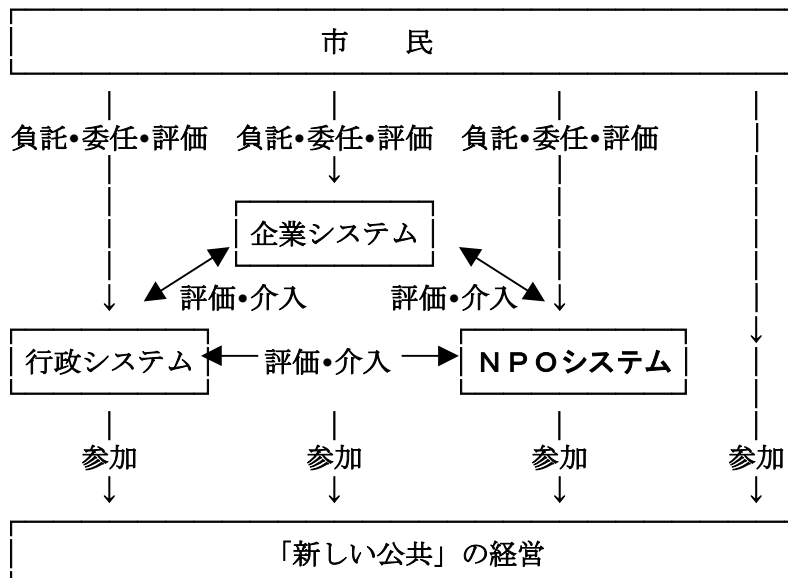 市　民
負託・委任・評価　負託・委任・評価　負託・委任・評価
企業システム
評価・介入　評価・介入
行政システム　評価・介入　ＮＰＯシステム
参加　参加　参加　参加
「新しい公共」の経営